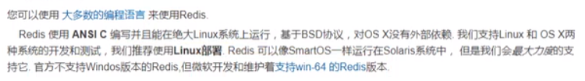 您可以使用 大多数的编程语言 来使用Redis.
Redis 使用 ANSI C 编写并且能在绝大Linux系统上运行，基于BSD协议，对OS X没有外部依赖. 我们支持Linux 和 OS X两
种系统的开发和测试，我们推荐使用Linux部署. Redis 可以像SmartOS一样运行在Solaris系统中， 但是我们会最大力度的支
持它. 官方不支持Windos版本的Redis,但微软开发和维护着支持win-64 的Redis版本.